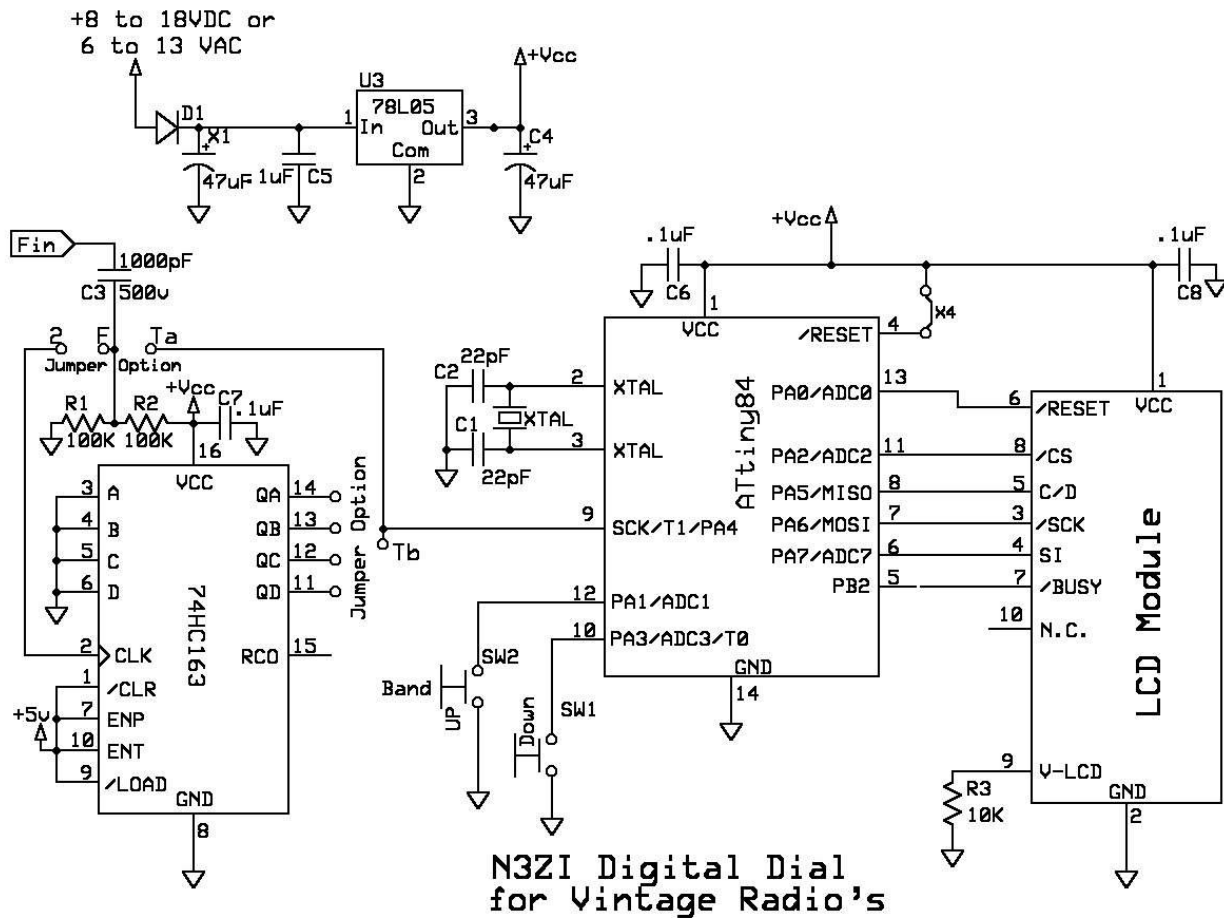 +8 to 18VDC or
6 to 13 VAC
+Vcc
U3
78L05
D1
1
In
Out
3
X1
+
C4
+
Com
47uF
.1uF
C5
2
47uF
Fin
1000pF
C3
500v
2
F
Ta
Jumper Option
+Vcc
R1
R2
C7
.1uF
100K
100K
16
VCC
3
A
QA
14
4
B
QB
13
5
C
QC
12
6
D
QD
11
Jumper Option
74HC163
2
CLK
RCO
15
1
/CLR
+5v
7
ENP
10
ENT
9
/LOAD
GND
8
Tb
+Vcc
.1uF
C6
.1uF
C8
1
VCC
/RESET
4
X4
C2
22pF
2
XTAL
XTAL
C1
22pF
3
XTAL
ATtiny84
PA0/ADC0
13
PA2/ADC2
11
9
SCK/T1/PA4
PA5/MISO
8
PA6/MOSI
7
PA7/ADC7
6
PB2
5
12
PA1/ADC1
10
PA3/ADC3/T0
GND
14
SW2
Band
UP
SW1
Down
1
VCC
6
/RESET
8
/CS
5
C/D
3
/SCK
4
SI
7
/BUSY
10
N.C.
LCD Module
9
V-LCD
R3
10K
GND
2
N3ZI Digital Dial
for Vintage Radio's